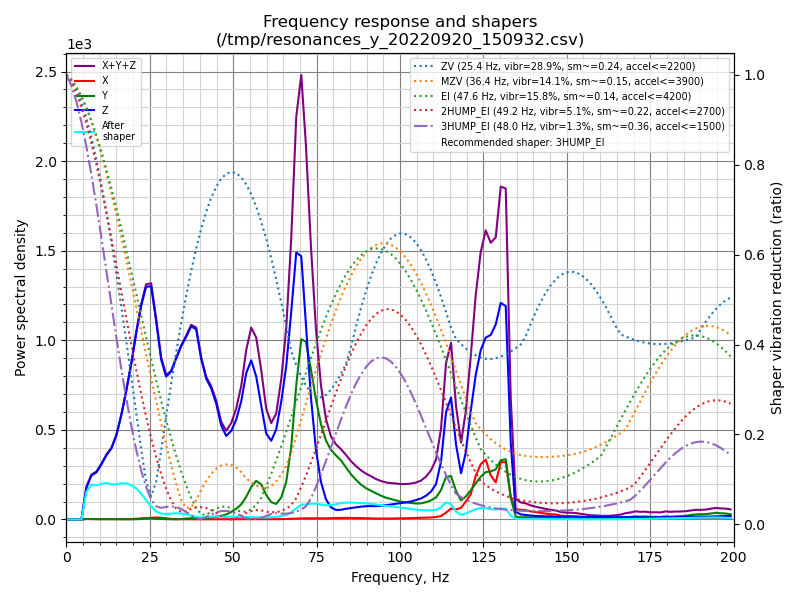 Frequency response and shapers
(/tmp/resonances_y_20220920_150932.csv)
1e3
X+Y+Z
X
Y
Z
After
shaper
ZV (25.4 Hz, vibr=28.9%, sm~=0.24, accel<=2200)
MZV (36.4 Hz, vibr=14.1%, sm~=0.15, accel<=3900)
EI (47.6 Hz, vibr=15.8%, sm~=0.14, accel<=4200)
2HUMP_EI (49.2 Hz, vibr=5.1%, sm~=0.22, accel<=2700)
3HUMP_EI (48.0 Hz, vibr=1.3%, sm~=0.36, accel<=1500)
Recommended shaper: 3HUMP_EI
2.5
2.0
1.5
1.0
0.5
0.0
Power spectral density
1.0
0.8
0.6
0.4
0.2
0.0
Shaper vibration reduction (ratio)
0 25 50 75 100 125 150 175 200
Frequency, Hz